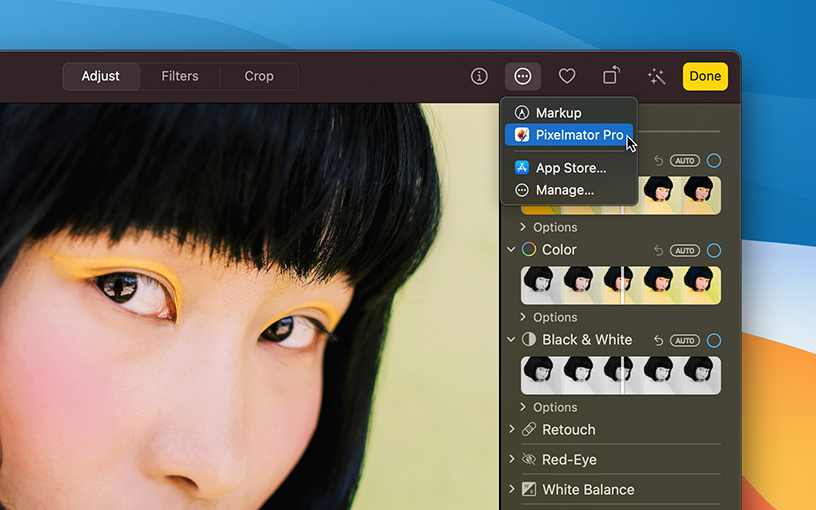 Adjust
Filters
Crop
Done
Markup
Pixelmator Pro
App Store...
Manage...
AUTO
Options
Color
AUTO
Options
Black & White
AUTO
Options
Retouch
Red-Eye
White Balance